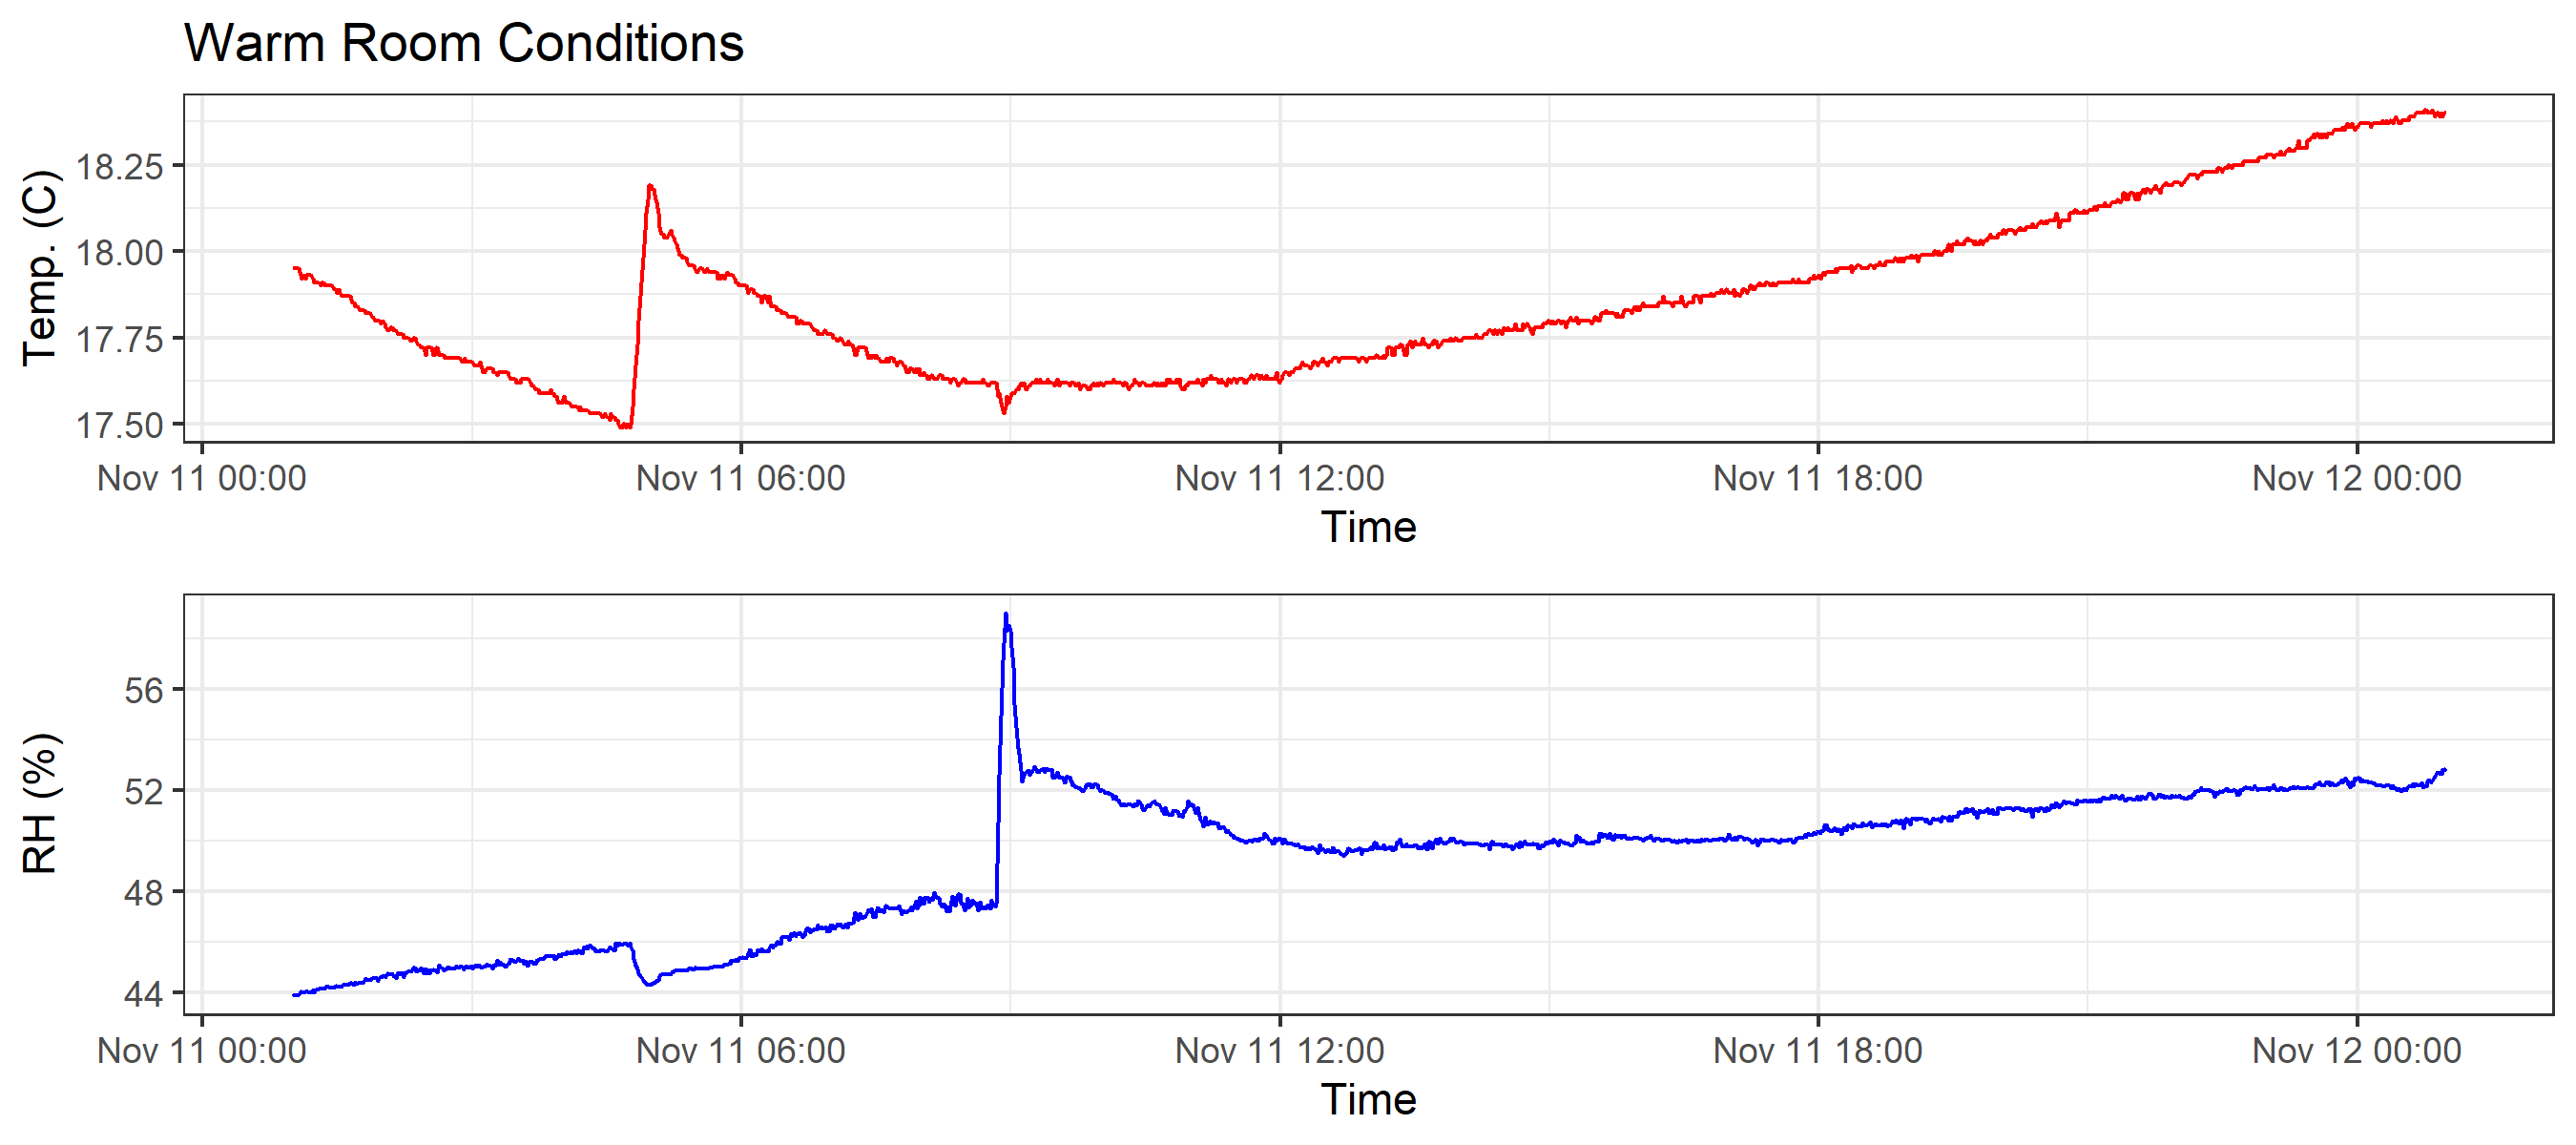 Warm Room Conditions
Temp. (C)
18.25
18.00
17.75
17.50
Nov 11 00:00 Nov 11 06:00 Nov 11 12:00 Nov 11 18:00 Nov 12 00:00
Time
RH (%)
56
52
48
44
Nov 11 00:00 Nov 11 06:00 Nov 11 12:00 Nov 11 18:00 Nov 12 00:00
Time